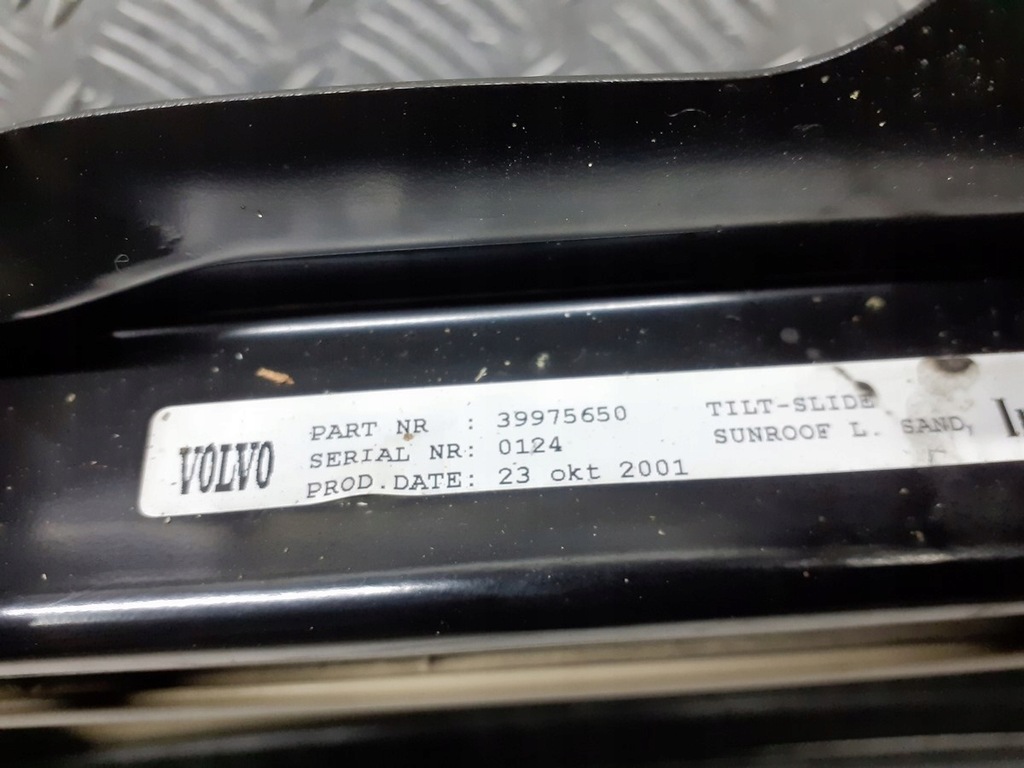 VOLVO
PART NR : 39975650
SERIAL NR: 0124
PROD.DATE: 23 okt 2001
TILT-SLIDE
SUNROOF L. SAND,